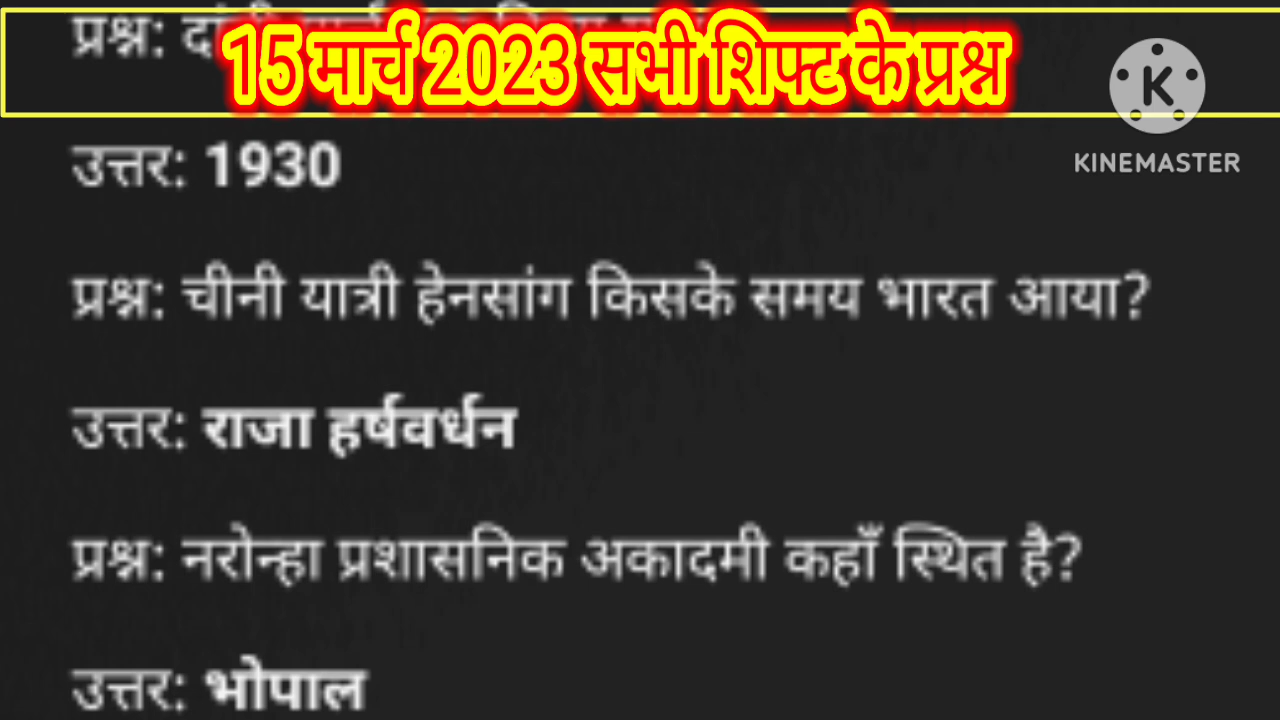 प्रश्न:
15 मार्च 2023 सभी शिफ्ट के प्रश्न
KINEMASTER
उत्तर: 1930
प्रश्न: चीनी यात्री हेनसांग किसके समय भारत आया?
उत्तर: राजा हर्षवर्धन
प्रश्न: नरोन्हा प्रशासनिक अकादमी कहाँ स्थित है?
उत्तर: भोपाल